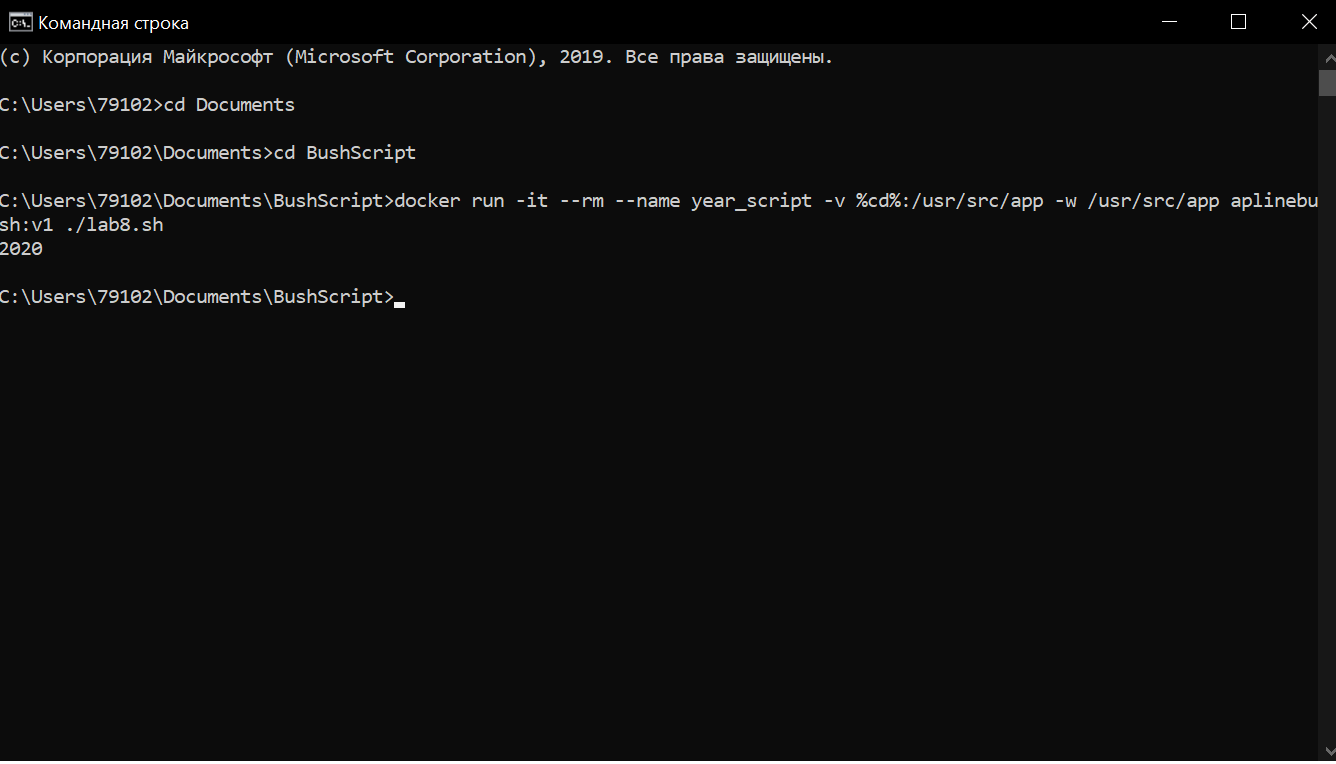 Командная строка
(c) Корпорация Майкрософт (Microsoft Corporation), 2019. Все права защищены.
C:\Users\79102>cd Documents
C:\Users\79102\Documents>cd BushScript
C:\Users\79102\Documents\BushScript>docker run -it --rm --name year_script -v %cd%:/usr/src/app -w /usr/src/app aplinebu
sh:v1 ./lab8.sh
2020
C:\Users\79102\Documents\BushScript>